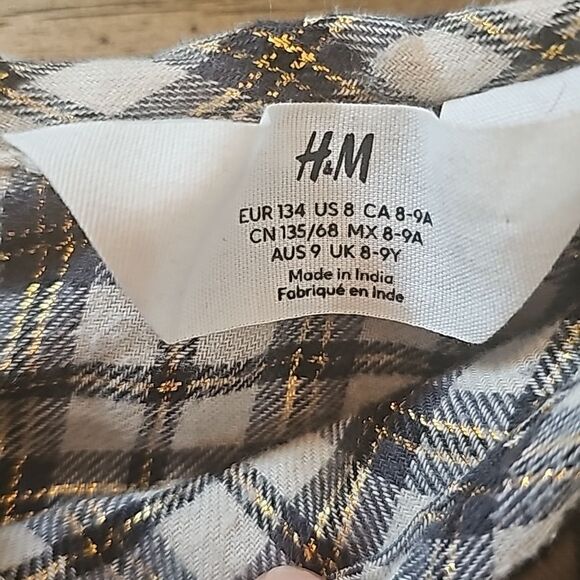 H&M
EUR 134 US 8 CA 8-9A
CN 135/68 MX 8-9A
AUS 9 UK 8-9Y
Made in India
Fabriqué en Inde